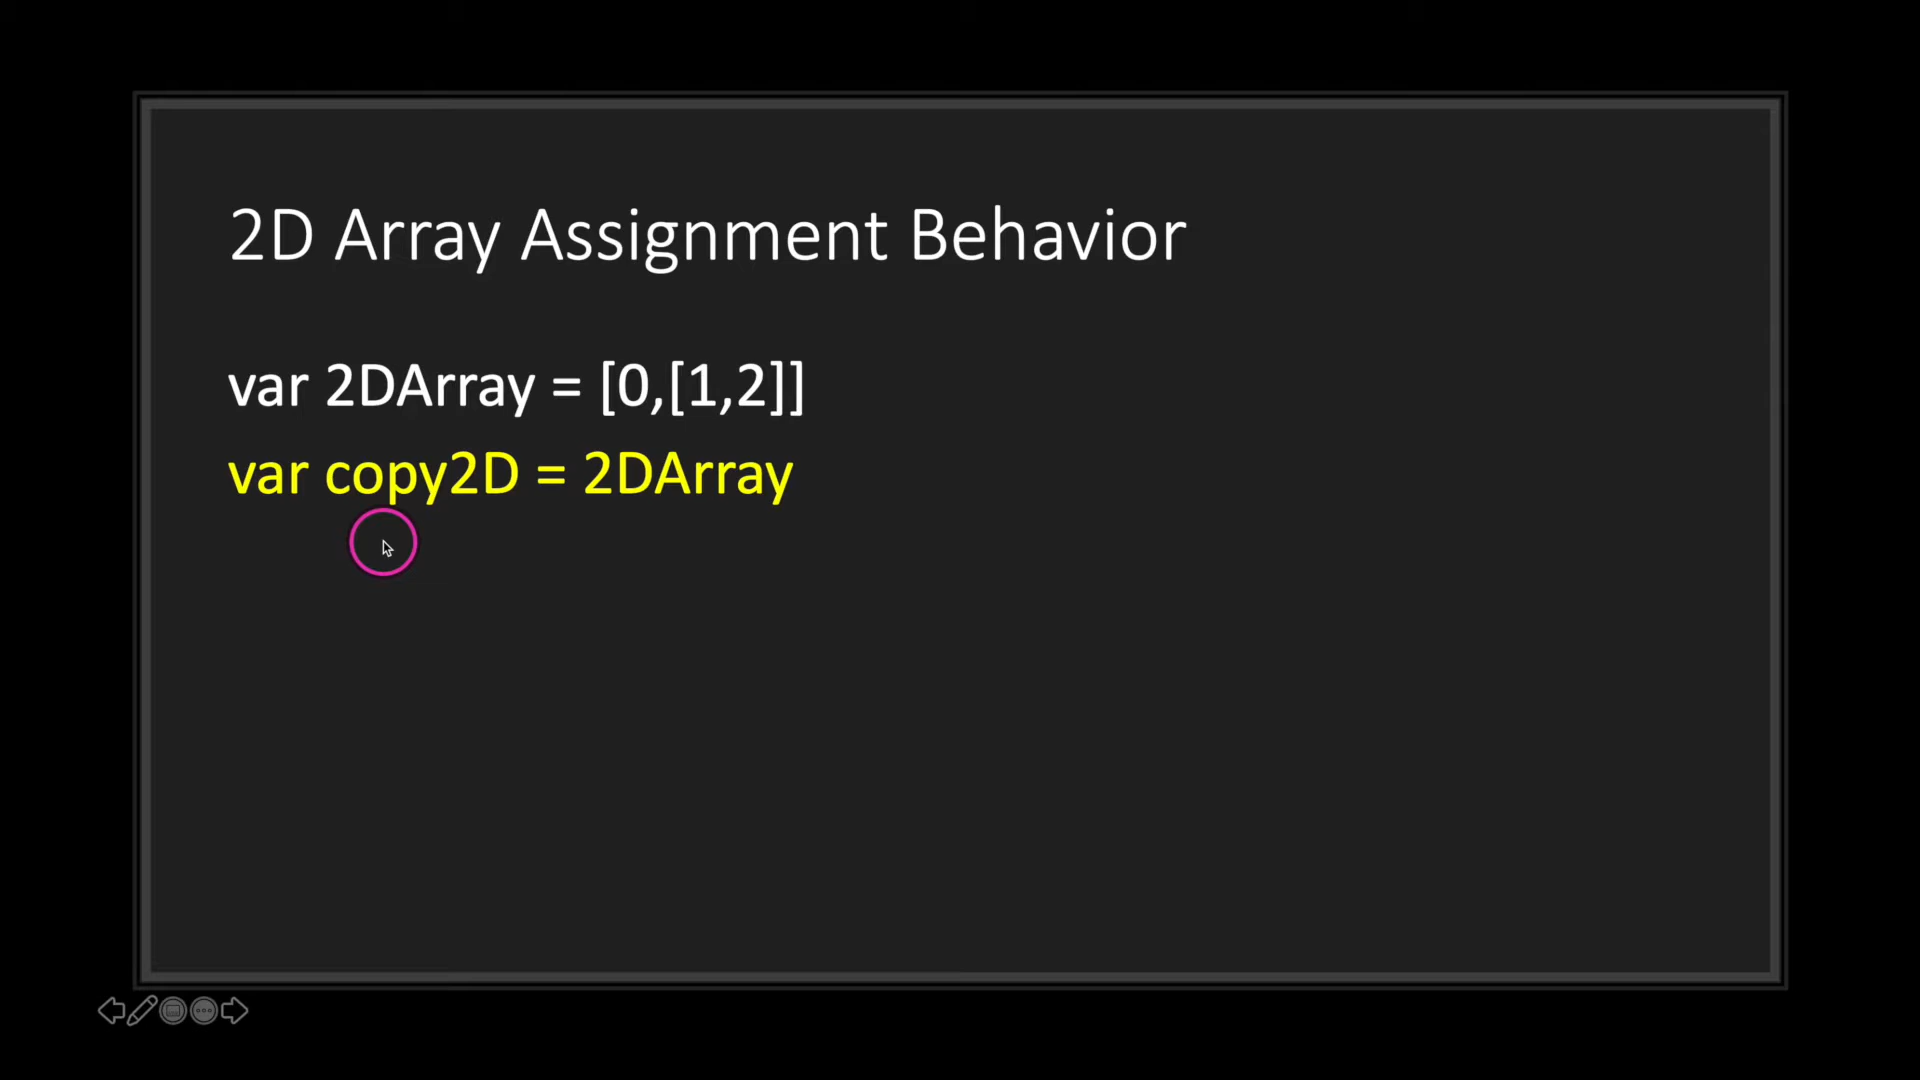 2D Array Assignment Behavior
var 2DArray = [0,[1,2]]
var copy2D = 2DArray